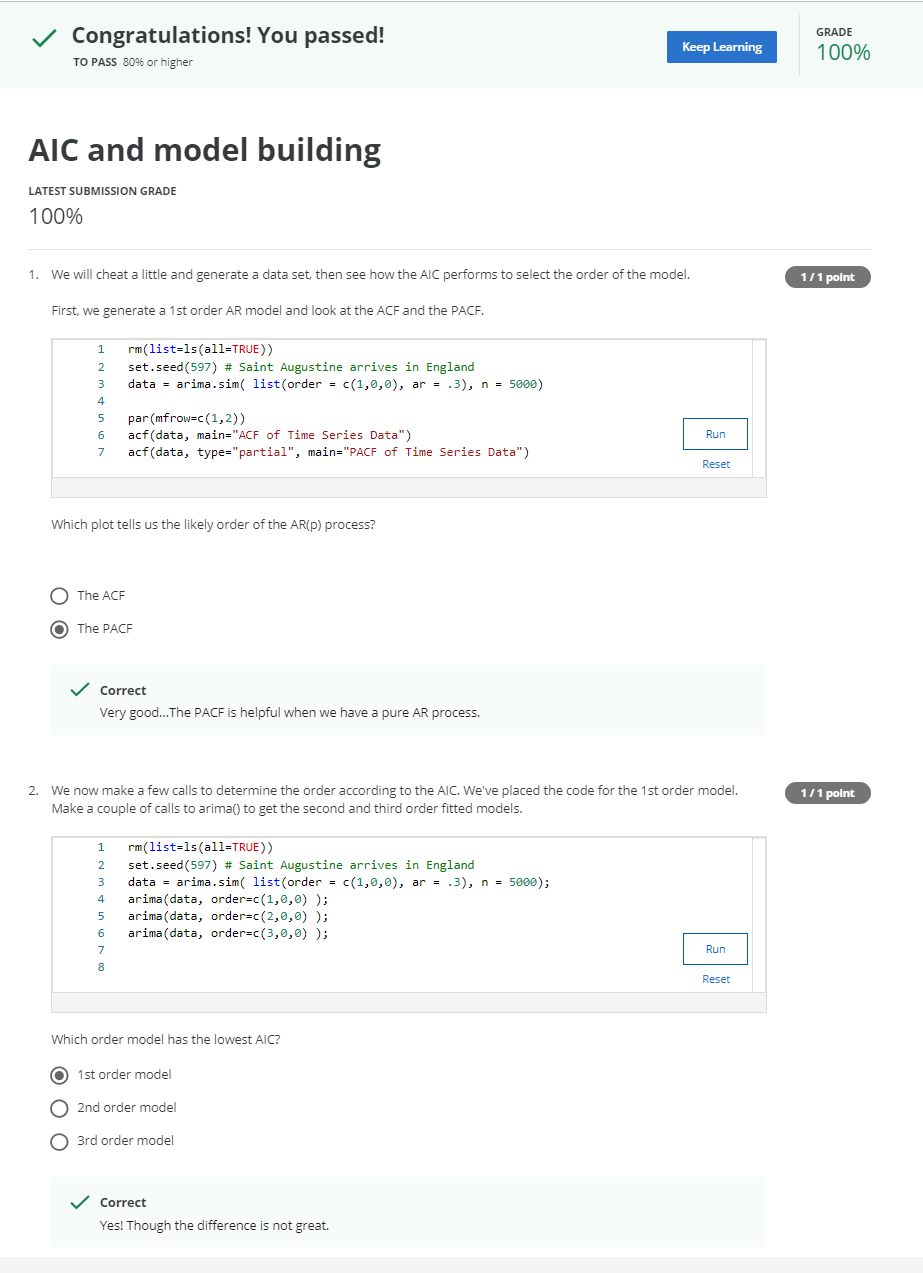 Congratulations! You passed!
TO PASS 80% or higher
Keep Learning
GRADE
100%
AIC and model building
LATEST SUBMISSION GRADE
100%
1. We will cheat a little and generate a data set, then see how the AIC performs to select the order of the model.
1 / 1 point
First, we generate a 1st order AR model and look at the ACF and the PACF.
1 rm(list=ls(all=TRUE))
2 set.seed(597) # Saint Augustine arrives in England
3 data = arima.sim( list(order = c(1,0,0), ar = .3), n = 5000)
4
5 par(mfrow=c(1,2))
6 acf(data, main="ACF of Time Series Data")
7 acf(data, type="partial", main="PACF of Time Series Data")
Run
Reset
Which plot tells us the likely order of the AR(p) process?
The ACF
The PACF
Correct
Very good...The PACF is helpful when we have a pure AR process.
2. We now make a few calls to determine the order according to the AIC. We've placed the code for the 1st order model.
Make a couple of calls to arima() to get the second and third order fitted models.
1 / 1 point
1 rm(list=ls(all=TRUE))
2 set.seed(597) # Saint Augustine arrives in England
3 data = arima.sim( list(order = c(1,0,0), ar = .3), n = 5000);
4 arima(data, order=c(1,0,0) );
5 arima(data, order=c(2,0,0) );
6 arima(data, order=c(3,0,0) );
7
8
Run
Reset
Which order model has the lowest AIC?
1st order model
2nd order model
3rd order model
Correct
Yes! Though the difference is not great.